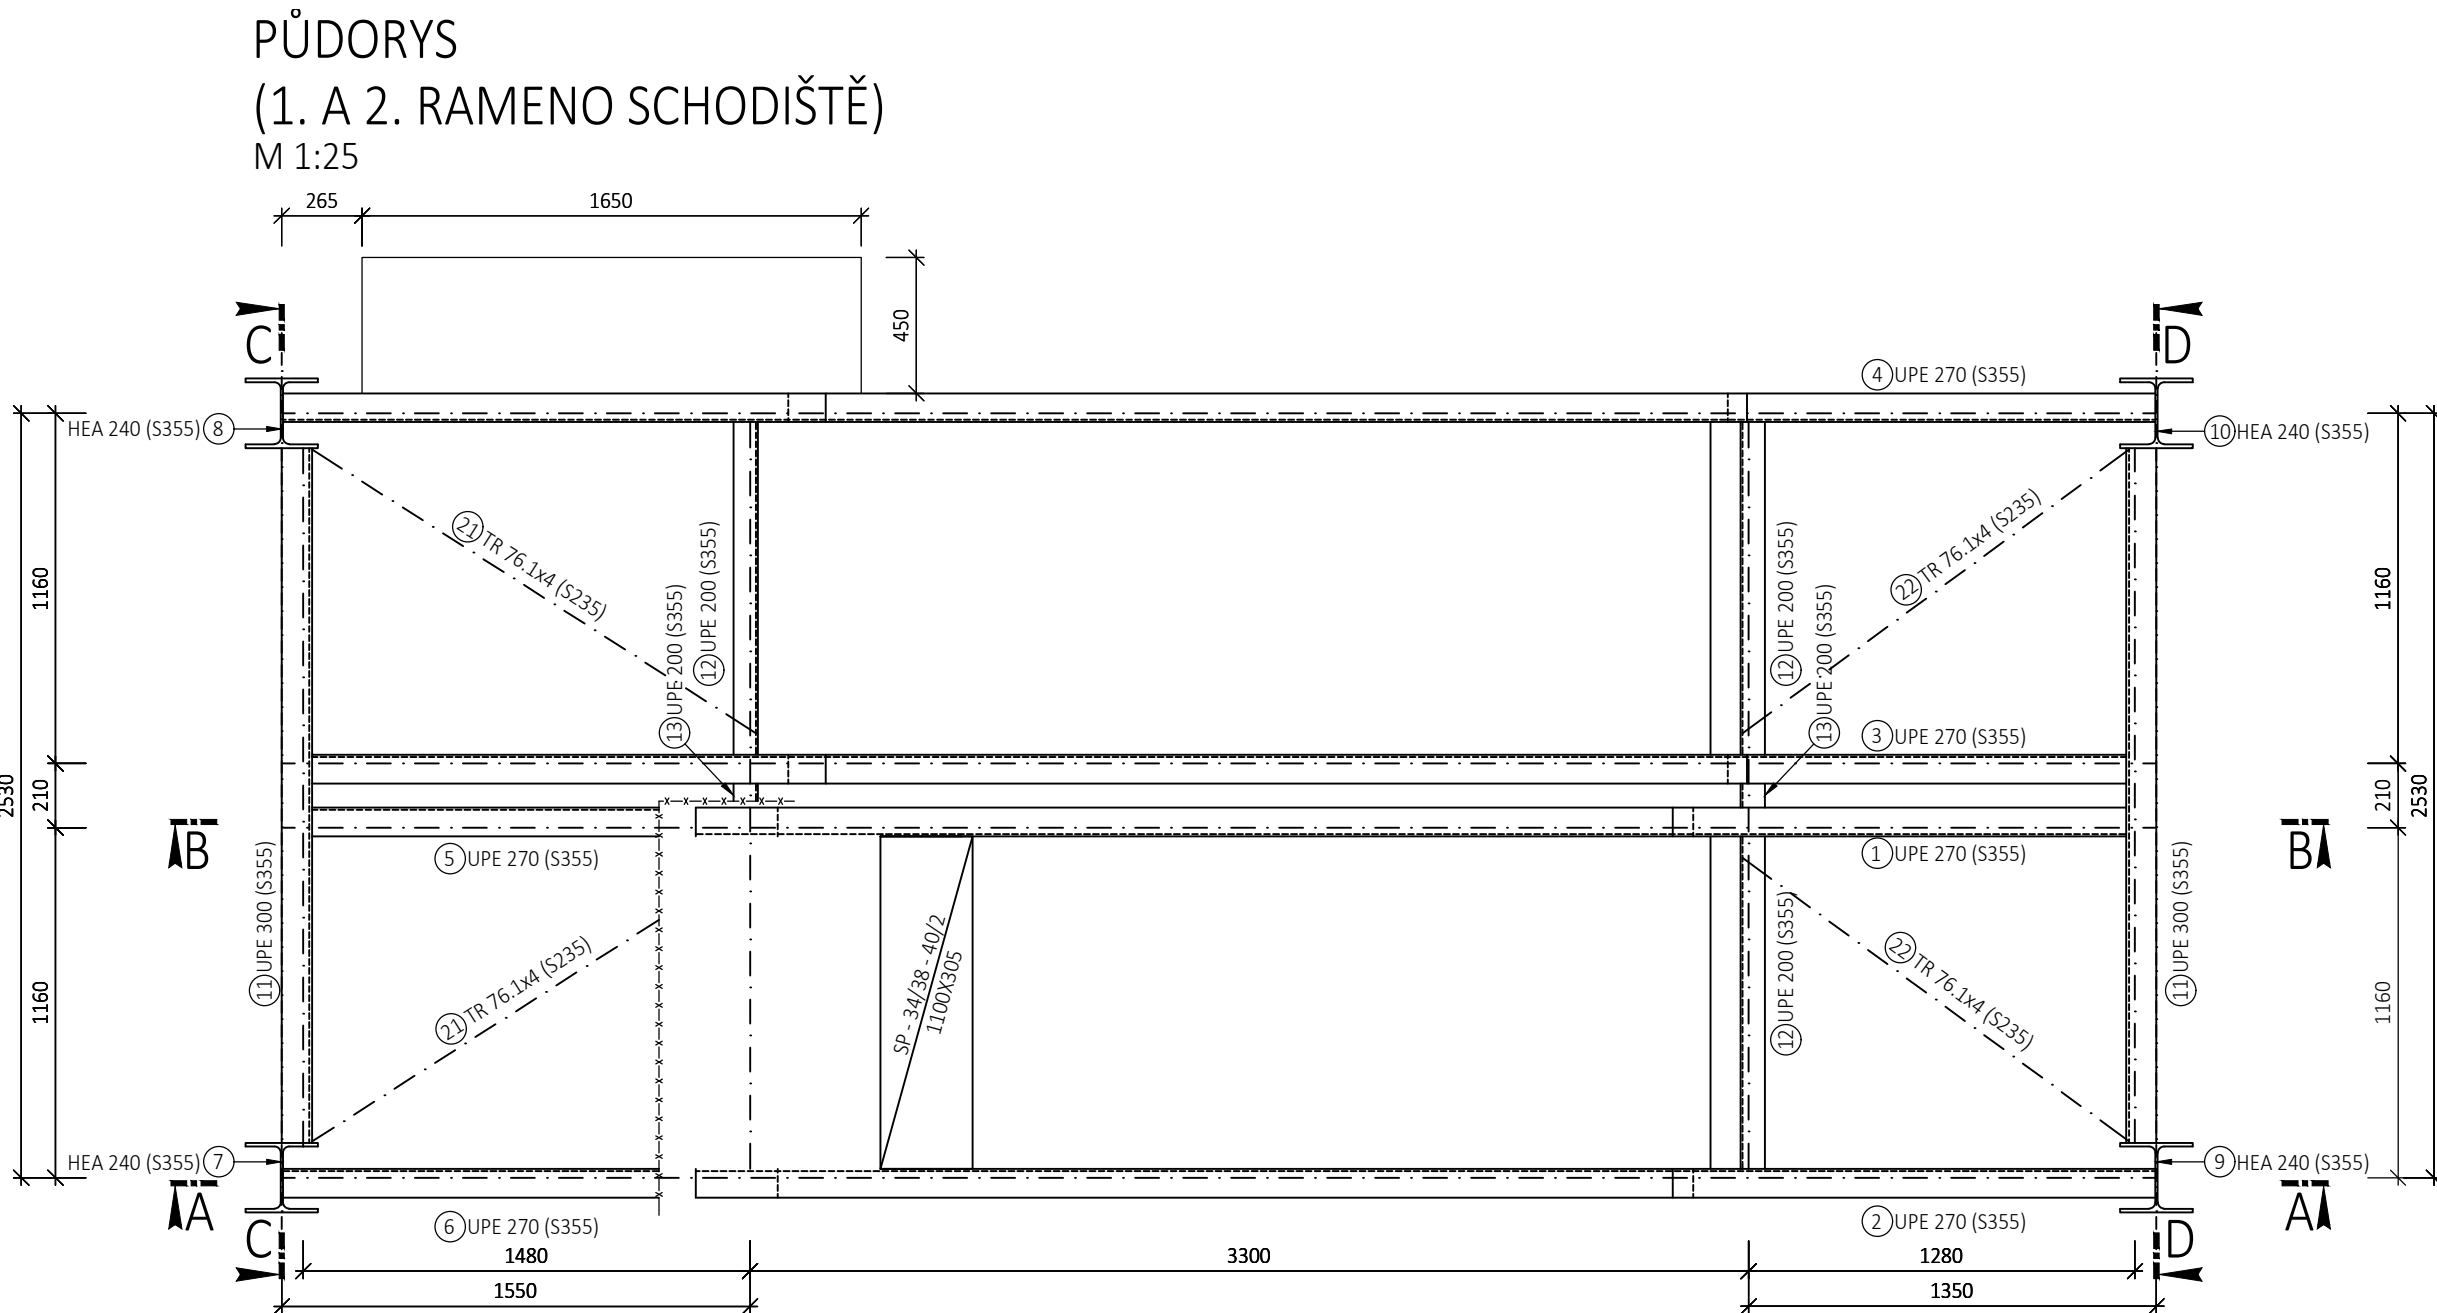 PŮDORYS
(1. A 2. RAMENO SCHODIŠTĚ)
M 1:25
265
1650
450
C
D
4 UPE 270 (S355)
HEA 240 (S355) 8
10 HEA 240 (S355)
21 TR 76.1x4 (S235)
12 UPE 200 (S355)
13 UPE 200 (S355)
12 UPE 200 (S355)
13 UPE 200 (S355)
22 TR 76.1x4 (S235)
1160
1160
3 UPE 270 (S355)
2530
210
210
2530
B
B
5 UPE 270 (S355)
1 UPE 270 (S355)
11 UPE 300 (S355)
21 TR 76.1x4 (S235)
SP - 34/38 - 40/2
1100X305
12 UPE 200 (S355)
22 TR 76.1x4 (S235)
11 UPE 300 (S355)
1160
1160
HEA 240 (S355) 7
9 HEA 240 (S355)
A
A
6 UPE 270 (S355)
2 UPE 270 (S355)
C
D
1480
3300
1280
1550
1350